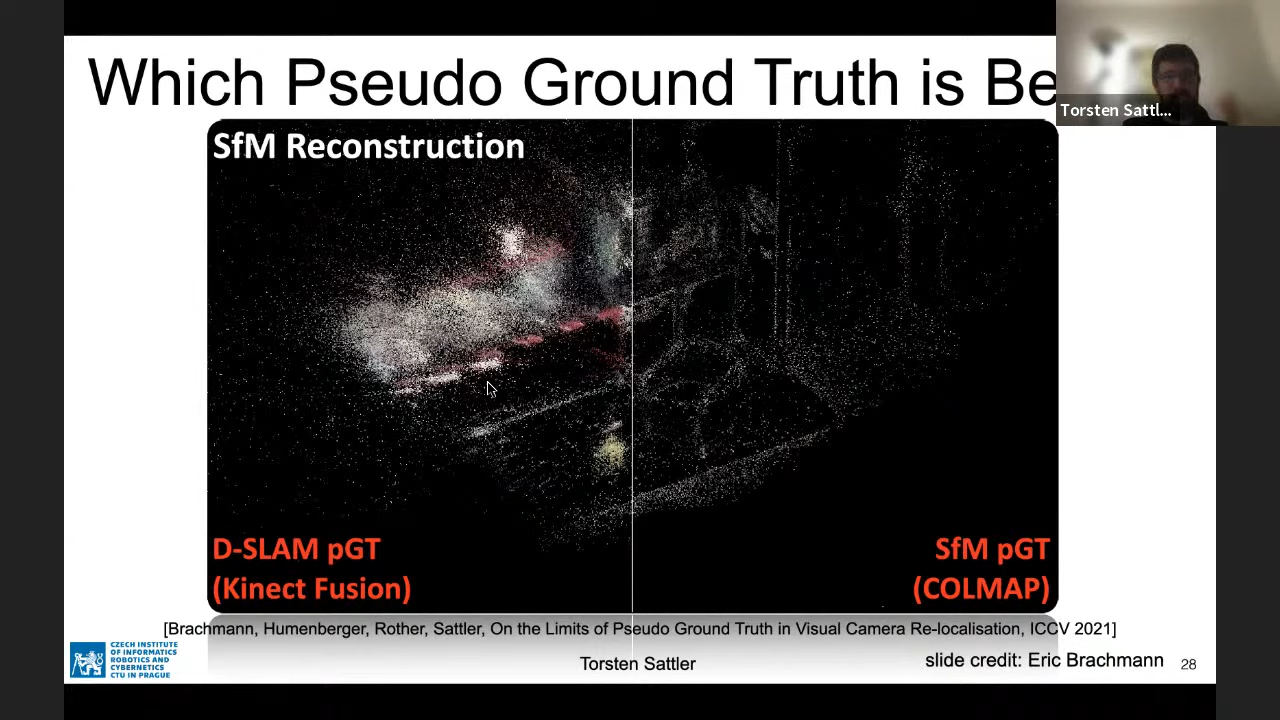 Which Pseudo Ground Truth is Be
Torsten Sattl...
SfM Reconstruction
D-SLAM pGT
(Kinect Fusion)
SfM pGT
(COLMAP)
[Brachmann, Humenberger, Rother, Sattler, On the Limits of Pseudo Ground Truth in Visual Camera Re-localisation, ICCV 2021]
CZECH INSTITUTE
OF INFORMATICS
ROBOTICS AND
CYBERNETICS
CTU IN PRAGUE
Torsten Sattler
slide credit: Eric Brachmann
28